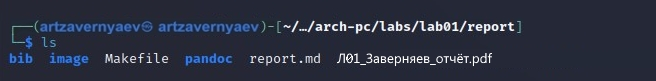 ┌──(artzavernyaev㉿ artzavernyaev)-[~/…/arch-pc/labs/lab01/report]
└─$ ls
bib image Makefile pandoc report.md Л01_Заверняев_отчёт.pdf